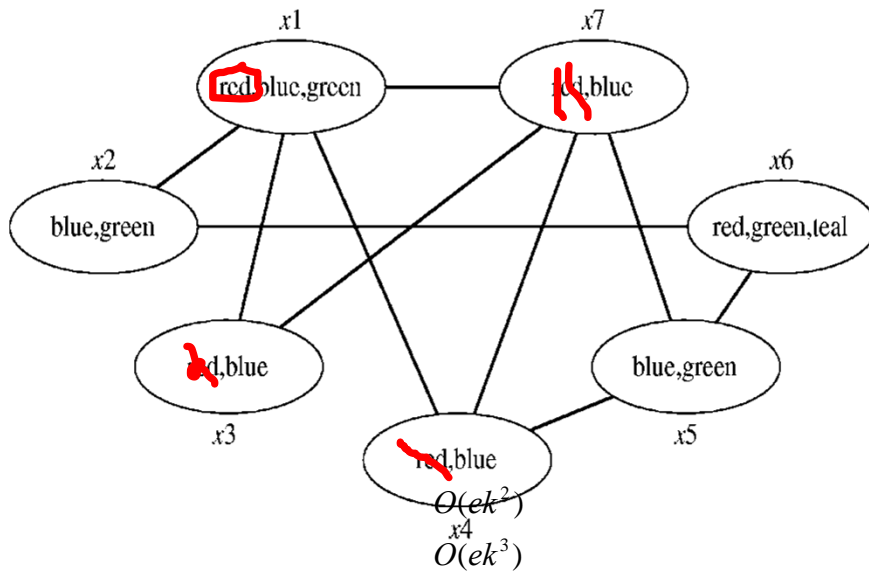 x1
x7
red,blue,green
red,blue
x2
x6
blue,green
red,green,teal
red,blue
blue,green
x3
x5
red,blue
O(ek²)
x4
O(ek³)